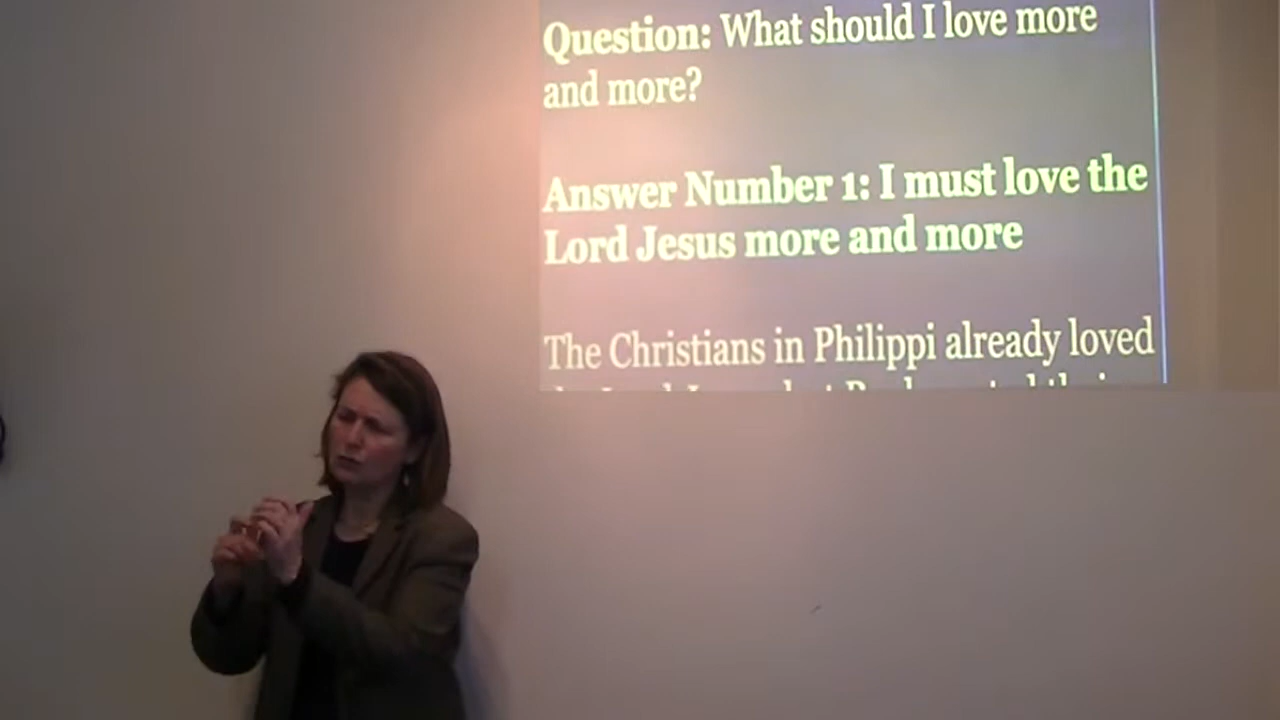 Question: What should I love more
and more?
Answer Number 1: I must love the
Lord Jesus more and more
The Christians in Philippi already loved